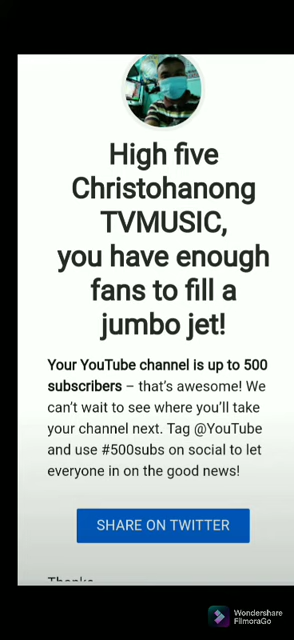 High five
Christohanong
TVMUSIC,
you have enough
fans to fill a
jumbo jet!
Your YouTube channel is up to 500
subscribers – that's awesome! We
can't wait to see where you'll take
your channel next. Tag @YouTube
and use #500subs on social to let
everyone in on the good news!
SHARE ON TWITTER
Thanks
Wondershare
FilmoraGo